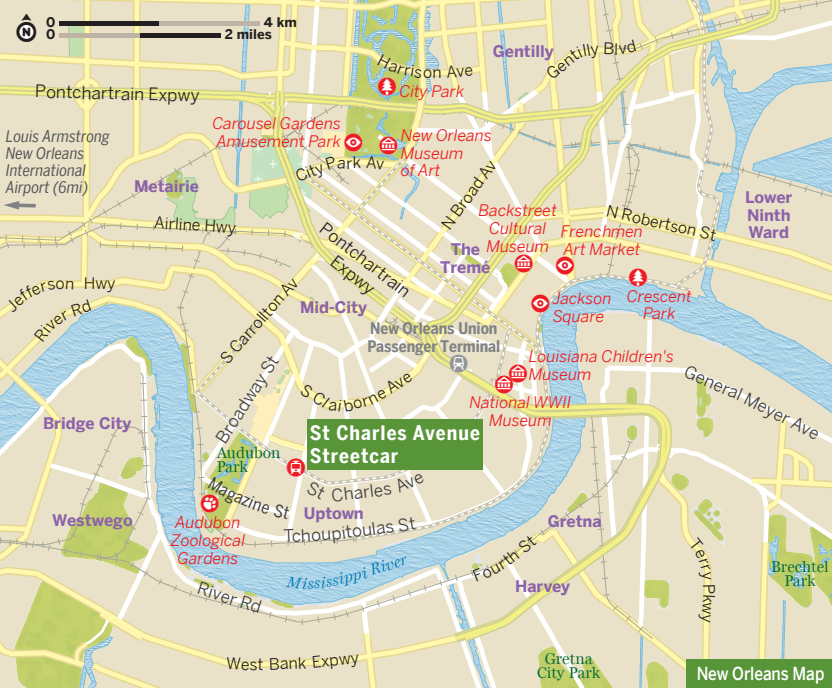 0 4 km
0 2 miles
N
Gentilly
Gentilly Blvd
Harrison Ave
City Park
Pontchartrain Expwy
Carousel Gardens
Amusement Park
New Orleans
Museum
of Art
Louis Armstrong
New Orleans
International
Airport (6mi)
City Park Av
Metairie
N Broad Av
Lower
Ninth
Ward
Backstreet
Cultural
Museum
N Robertson St
Frenchmen
Art Market
Airline Hwy
Pontchartrain
Expwy
The
Tremé
Jefferson Hwy
River Rd
S Carrollton Av
Mid-City
Jackson
Square
Crescent
Park
New Orleans Union
Passenger Terminal
Louisiana Children's
Museum
General Meyer Ave
S Claiborne Ave
National WWII
Museum
Broadway St
Bridge City
St Charles Avenue
Streetcar
Audubon
Park
St Charles Ave
Magazine St
Uptown
Westwego
Audubon
Zoological
Gardens
Tchoupitoulas St
Gretna
Mississippi River
Fourth St
Terry Pkwy
Brechtel
Park
River Rd
Harvey
West Bank Expwy
Gretna
City Park
New Orleans Map